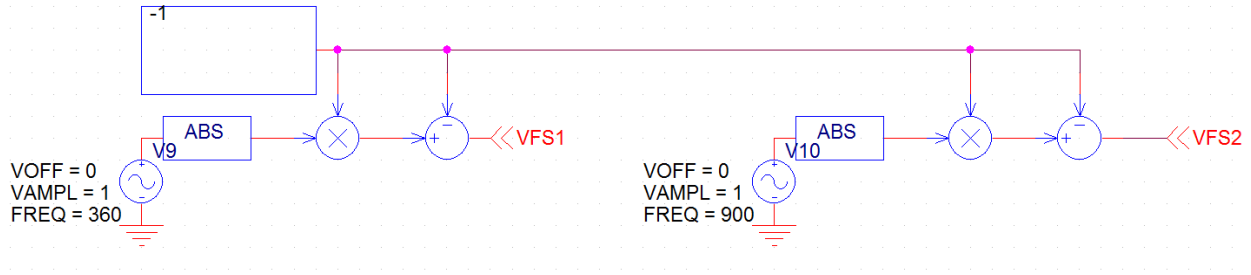 -1
ABS
VFS1
V9
VOFF = 0
VAMPL = 1
FREQ = 360
ABS
VFS2
V10
VOFF = 0
VAMPL = 1
FREQ = 900